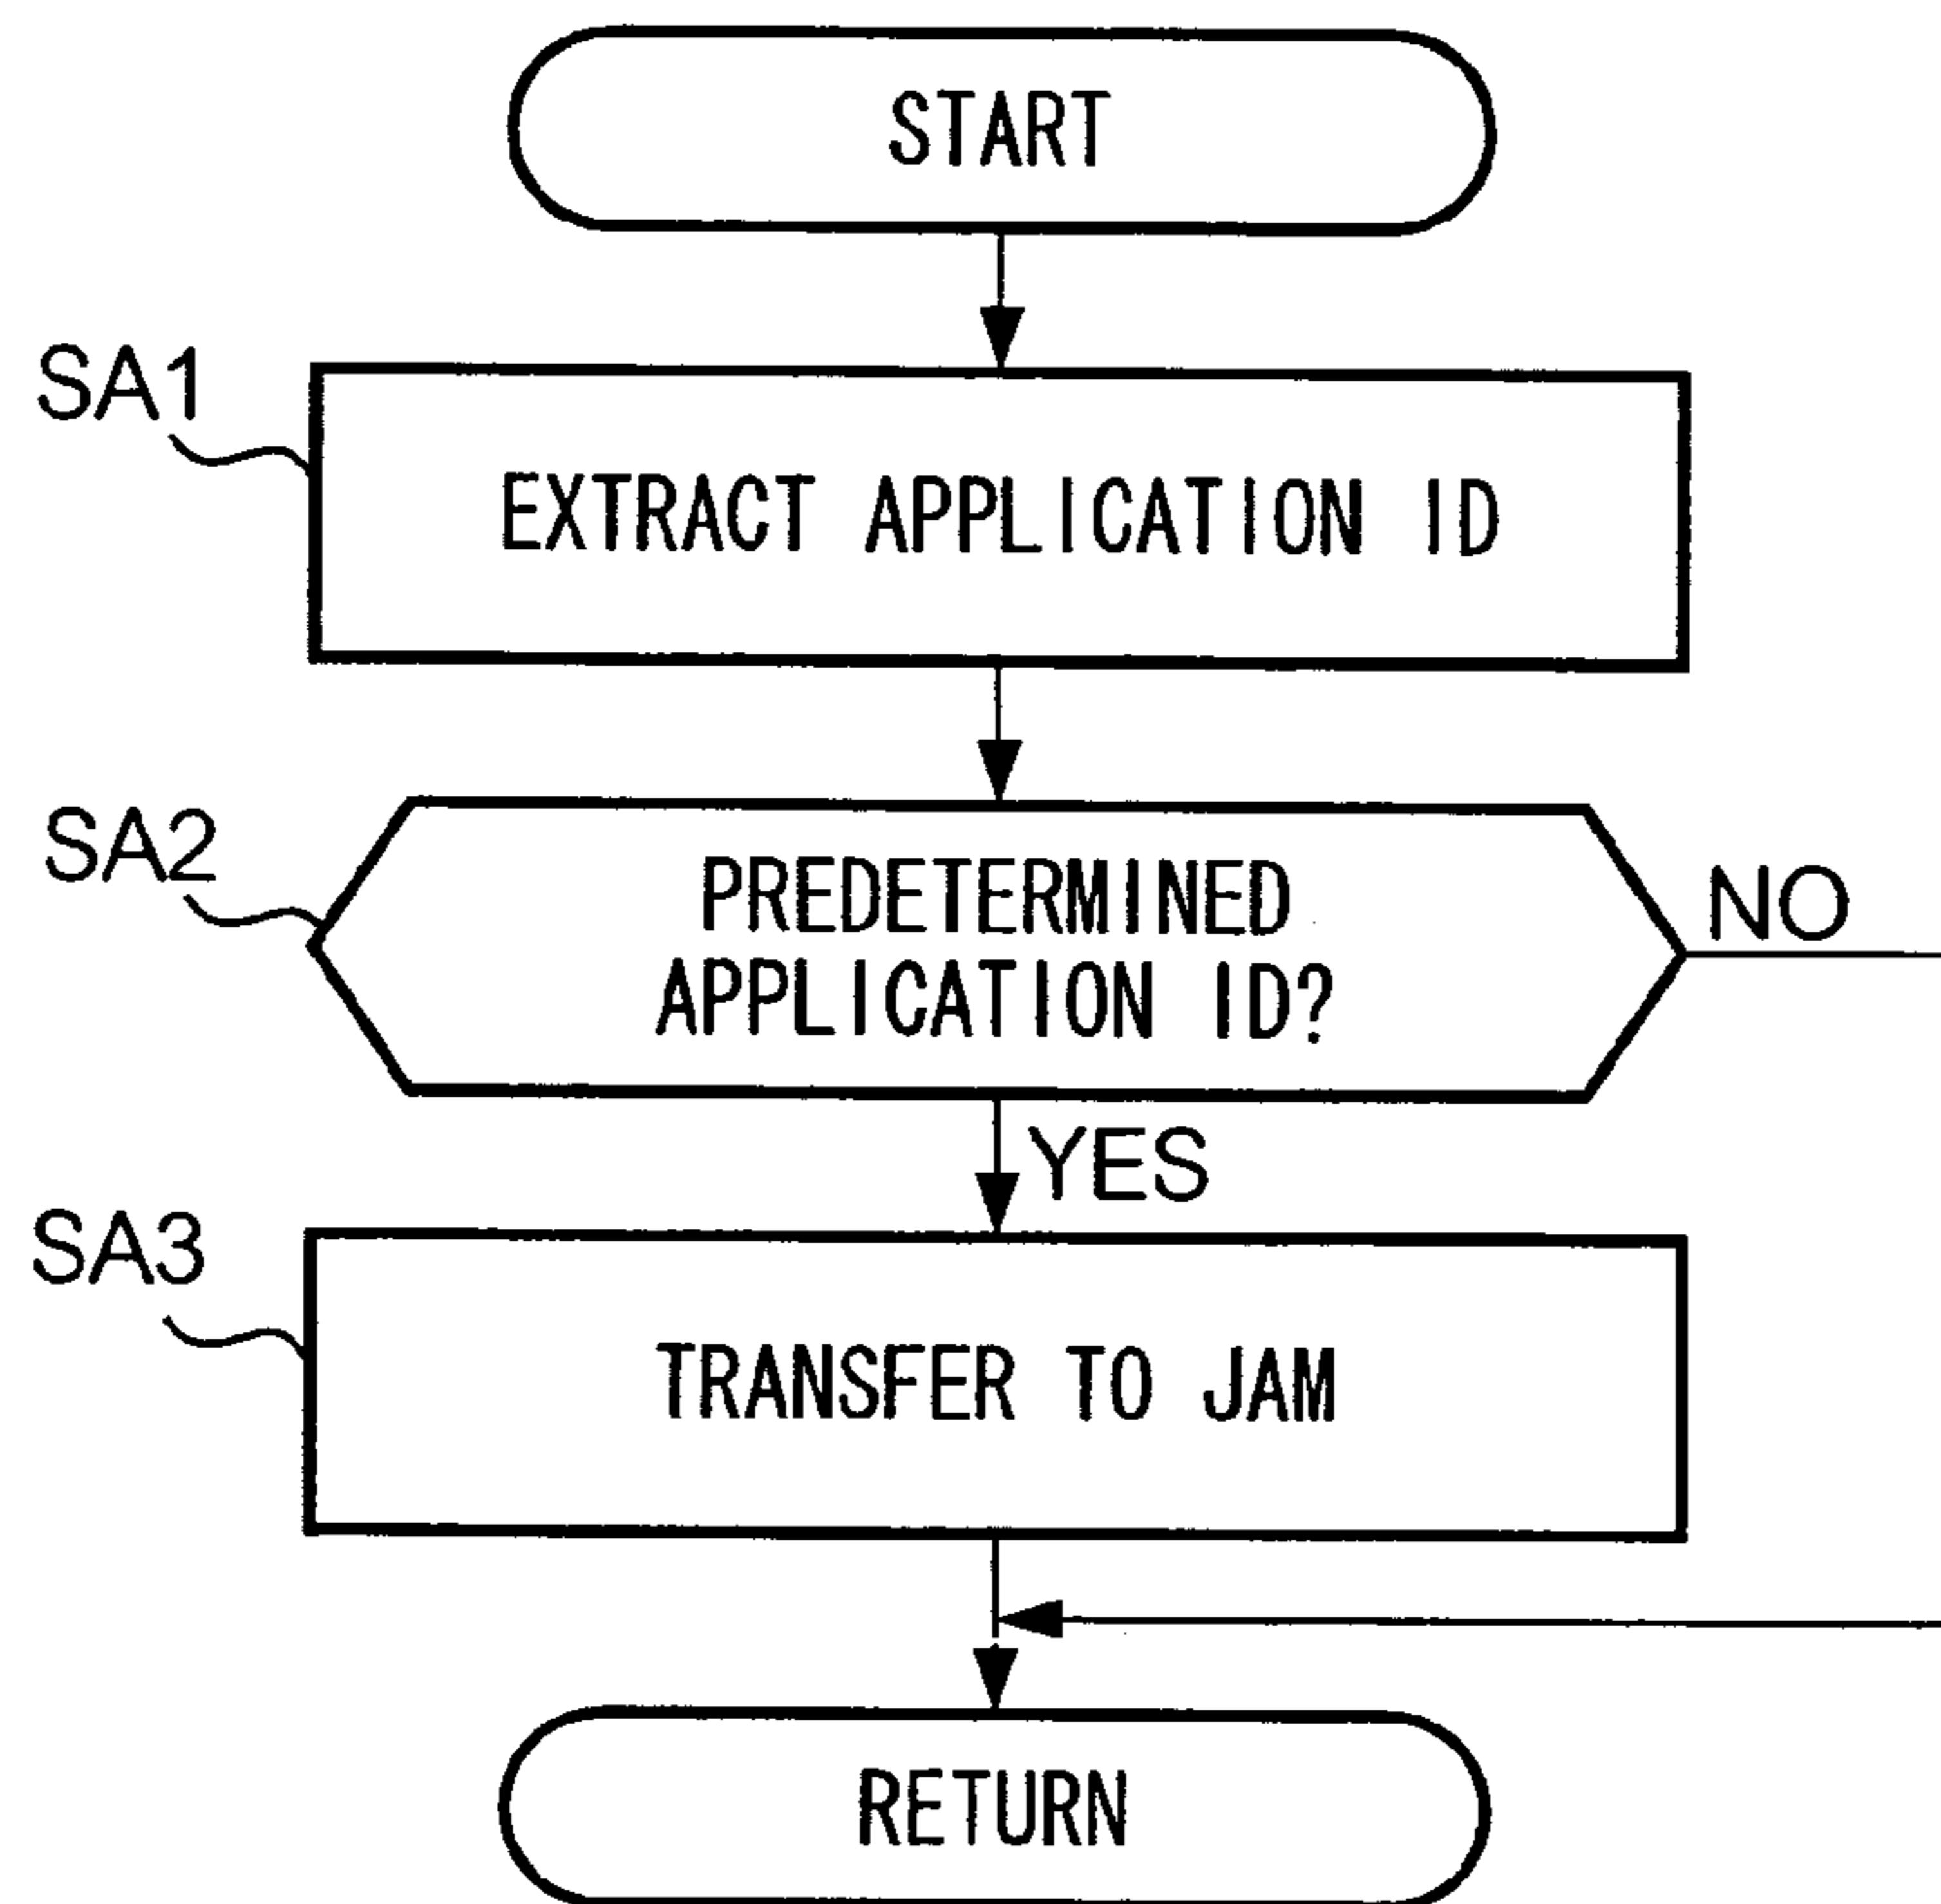 START
SA1
EXTRACT APPLICATION ID
SA2
PREDETERMINED
APPLICATION ID?
NO
YES
SA3
TRANSFER TO JAM
RETURN